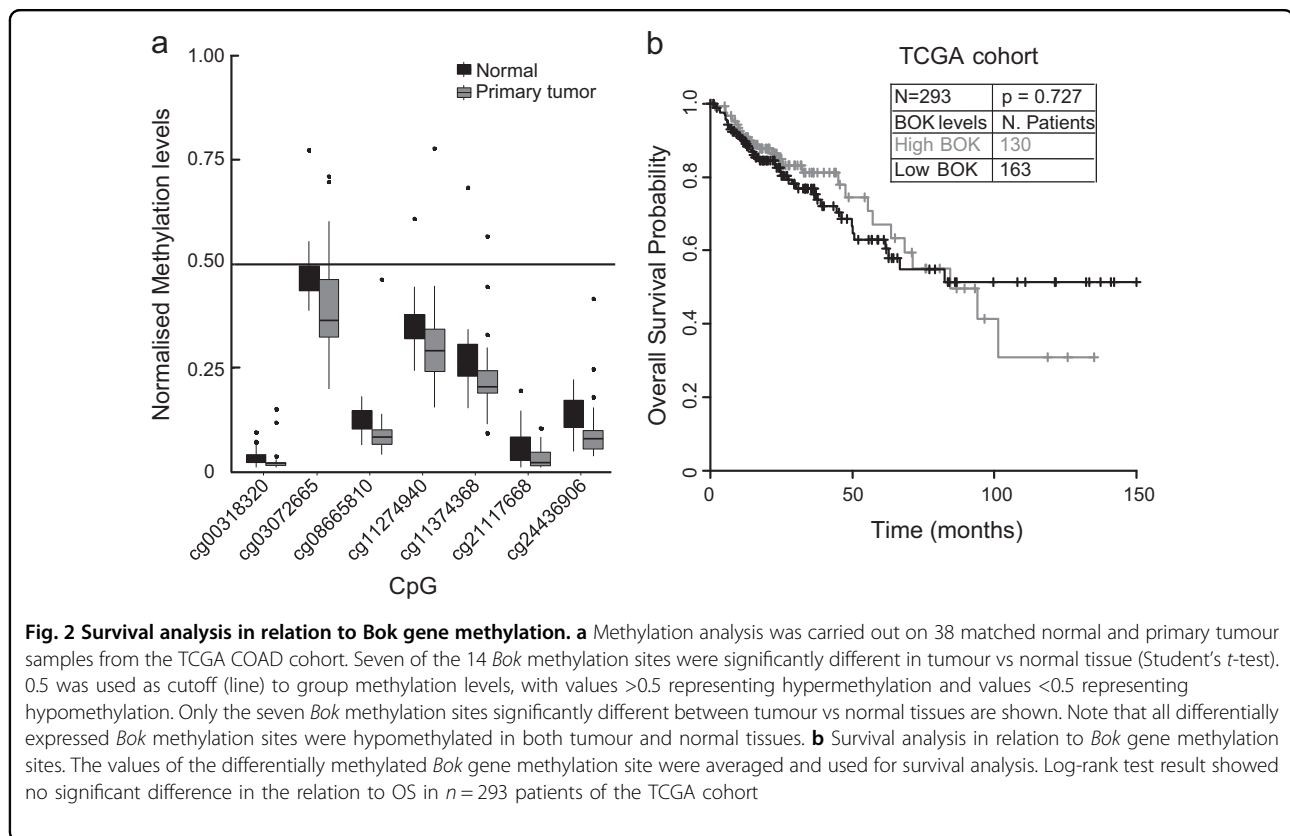 a
1.00
0.75
0.50
0.25
0
Normalised Methylation levels
Normal
Primary tumor
cg00318320
cg03072665
cg08665810
cg11274940
cg11374368
cg21117668
cg24436906
CpG
b
TCGA cohort
N=293 p = 0.727
BOK levels N. Patients
High BOK 130
Low BOK 163
1.0
0.8
0.6
0.4
0.2
0
Overall Survival Probability
0 50 100 150
Time (months)
Fig. 2 Survival analysis in relation to Bok gene methylation. a Methylation analysis was carried out on 38 matched normal and primary tumour
samples from the TCGA COAD cohort. Seven of the 14 Bok methylation sites were significantly different in tumour vs normal tissue (Student's t-test).
0.5 was used as cutoff (line) to group methylation levels, with values >0.5 representing hypermethylation and values <0.5 representing
hypomethylation. Only the seven Bok methylation sites significantly different between tumour vs normal tissues are shown. Note that all differentially
expressed Bok methylation sites were hypomethylated in both tumour and normal tissues. b Survival analysis in relation to Bok gene methylation
sites. The values of the differentially methylated Bok gene methylation site were averaged and used for survival analysis. Log-rank test result showed
no significant difference in the relation to OS in n = 293 patients of the TCGA cohort